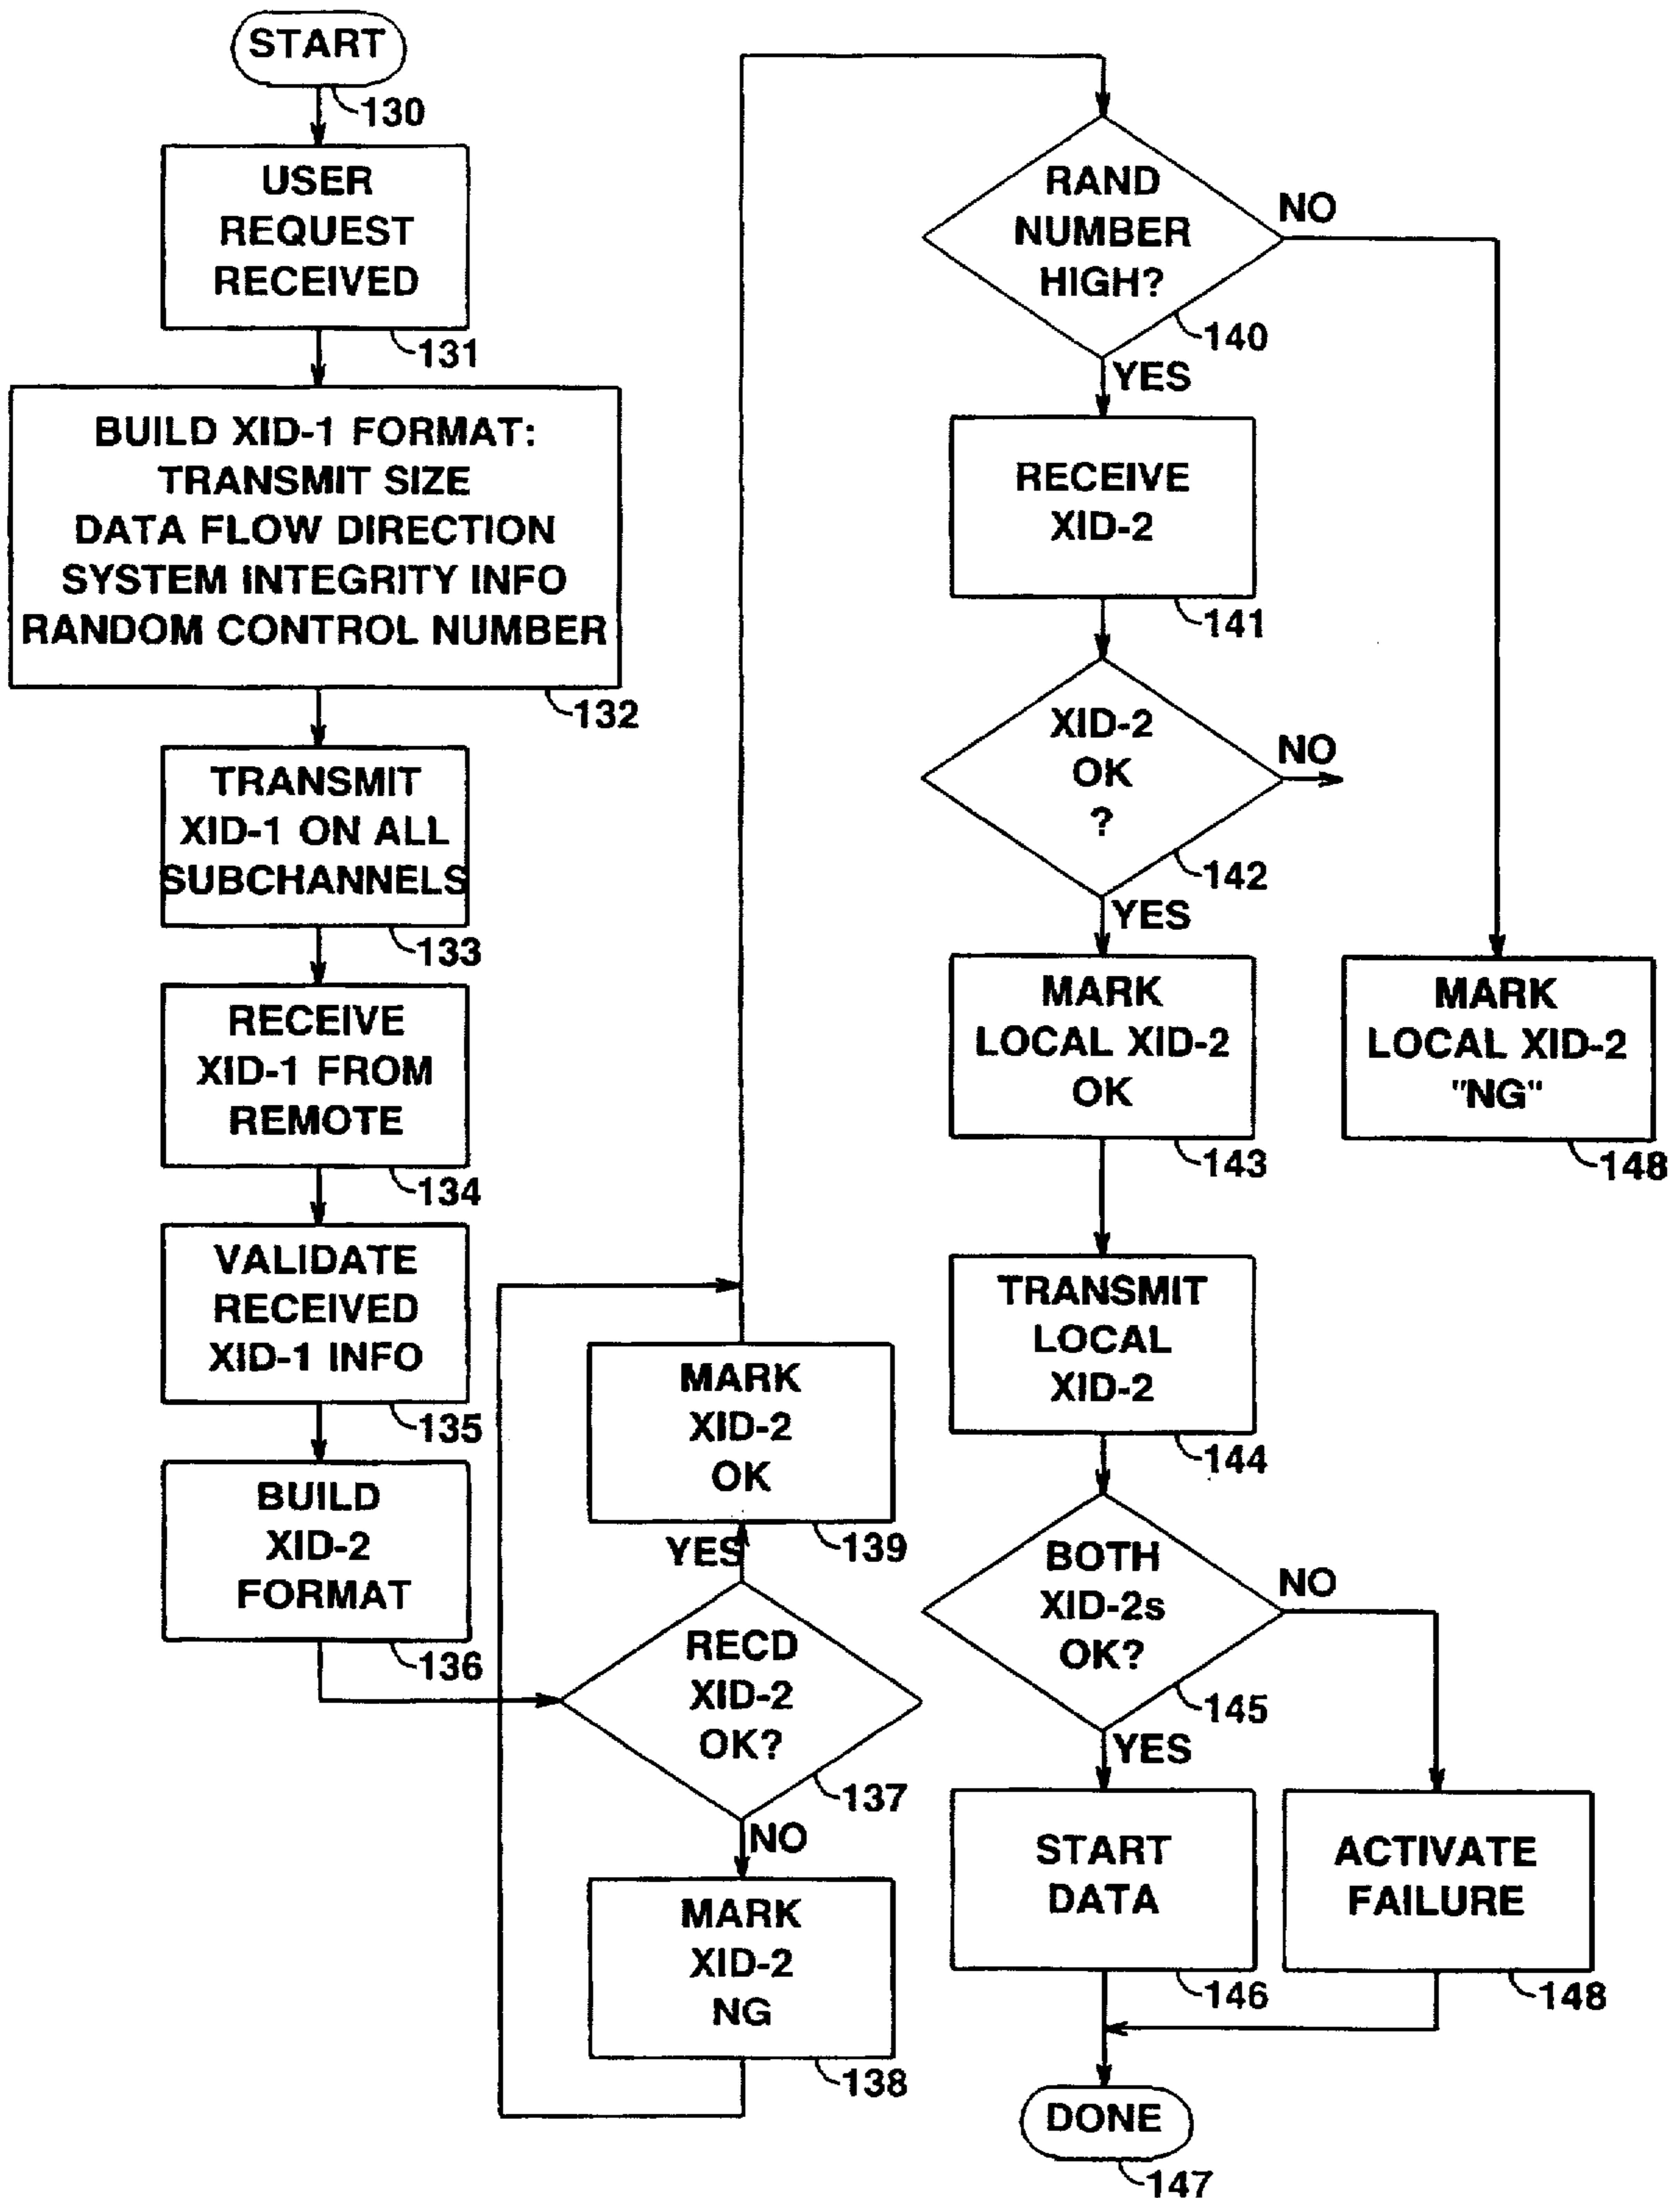 START
130
USER
REQUEST
RECEIVED
131
BUILD XID-1 FORMAT:
TRANSMIT SIZE
DATA FLOW DIRECTION
SYSTEM INTEGRITY INFO
RANDOM CONTROL NUMBER
132
TRANSMIT
XID-1 ON ALL
SUBCHANNELS
133
RECEIVE
XID-1 FROM
REMOTE
134
VALIDATE
RECEIVED
XID-1 INFO
135
BUILD
XID-2
FORMAT
136
MARK
XID-2
OK
139
YES
RECD
XID-2
OK?
137
NO
MARK
XID-2
NG
138
RAND
NUMBER
HIGH?
NO
140
YES
RECEIVE
XID-2
141
XID-2
OK
?
NO
142
YES
MARK
LOCAL XID-2
OK
143
MARK
LOCAL XID-2
"NG"
148
TRANSMIT
LOCAL
XID-2
144
BOTH
XID-2s
OK?
NO
145
YES
START
DATA
146
ACTIVATE
FAILURE
148
DONE
147